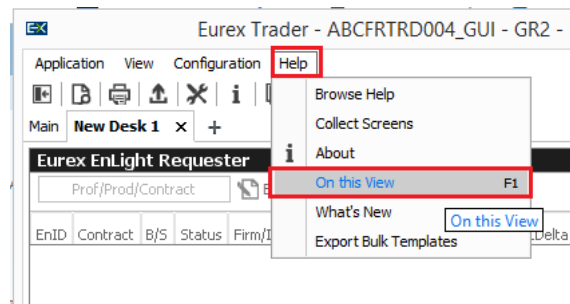 EX Eurex Trader - ABCFRTRD004_GUI - GR2 -
Application View Configuration Help
Browse Help
Collect Screens
Main New Desk 1 × +
i About
Eurex EnLight Requester
On this View F1
Prof/Prod/Contract
What's New
On this View
EnID Contract B/S Status Firm/
Export Bulk Templates
Delta